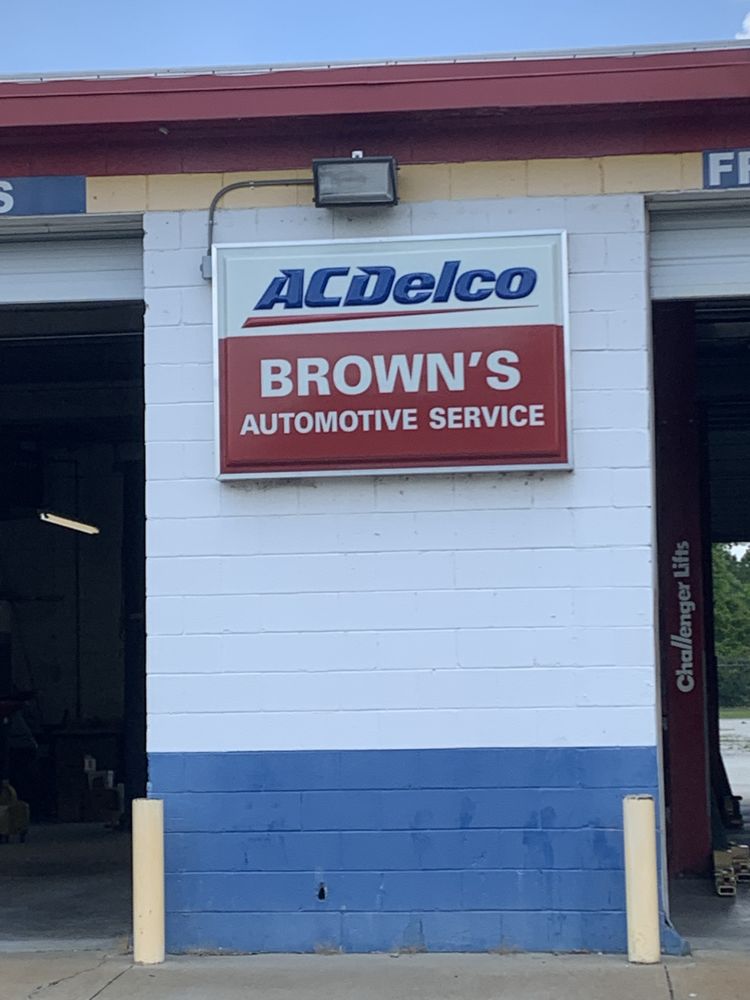 ACDelco
BROWN'S
AUTOMOTIVE SERVICE
Challenger Lifts